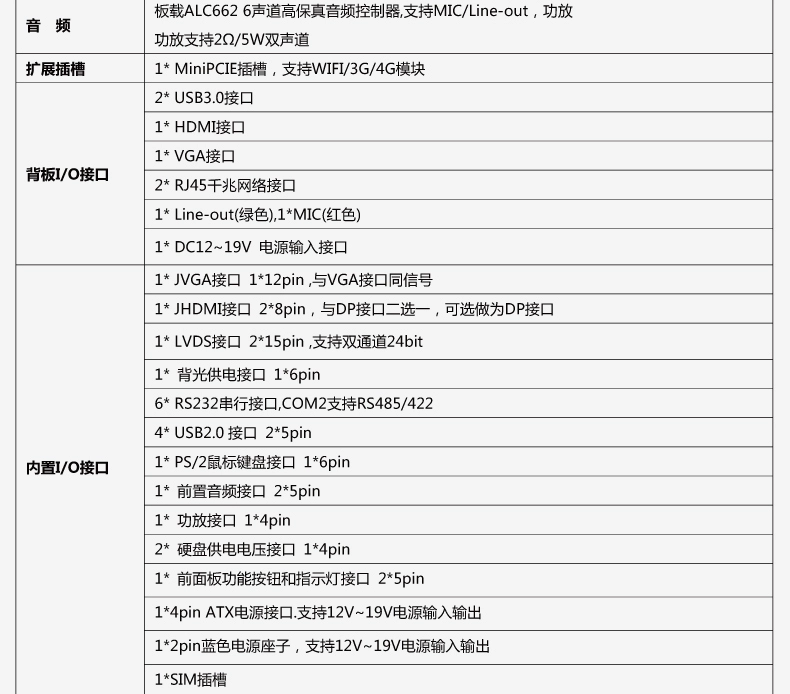 音 频
板载ALC662 6声道高保真音频控制器,支持MIC/Line-out，功放
功放支持2Ω/5W双声道
扩展插槽
1* MiniPCIE插槽，支持WIFI/3G/4G模块
背板I/O接口
2* USB3.0接口
1* HDMI接口
1* VGA接口
2* RJ45千兆网络接口
1* Line-out(绿色),1*MIC(红色)
1* DC12~19V 电源输入接口
内置I/O接口
1* JVGA接口 1*12pin ,与VGA接口同信号
1* JHDMI接口 2*8pin，与DP接口二选一，可选做为DP接口
1* LVDS接口 2*15pin ,支持双通道24bit
1* 背光供电接口 1*6pin
6* RS232串行接口,COM2支持RS485/422
4* USB2.0 接口 2*5pin
1* PS/2鼠标键盘接口 1*6pin
1* 前置音频接口 2*5pin
1* 功放接口 1*4pin
2* 硬盘供电电压接口 1*4pin
1* 前面板功能按钮和指示灯接口 2*5pin
1*4pin ATX电源接口.支持12V~19V电源输入输出
1*2pin蓝色电源座子，支持12V~19V电源输入输出
1*SIM插槽